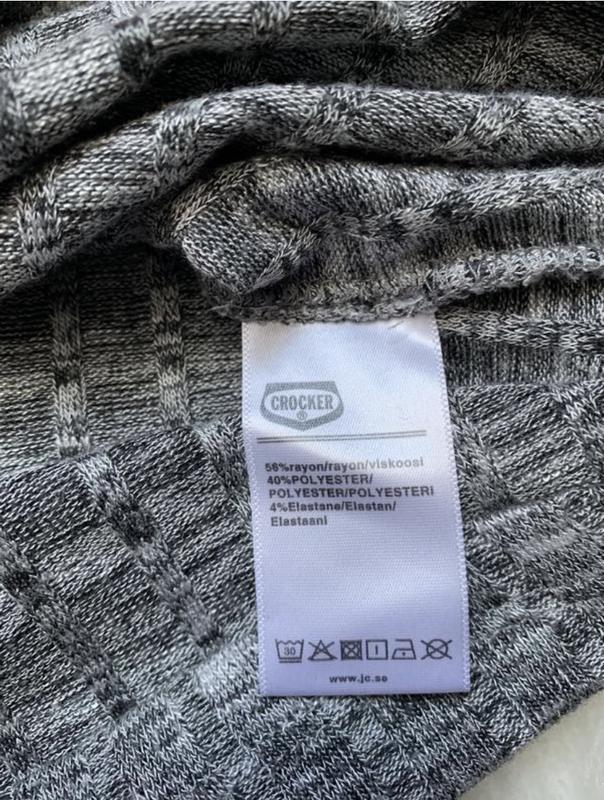 CROCKER
®
56%rayon/rayon/viskoosi
40%POLYESTER/
POLYESTER/POLYESTERI
4%Elastane/Elastan/
Elastaani
30
www.jc.se